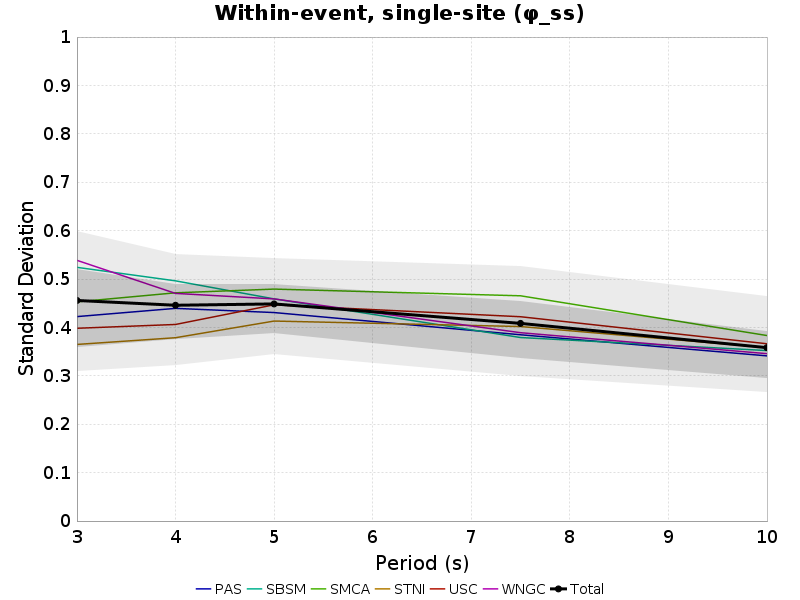 Within-event, single-site (φ_ss)
1
0.9
0.8
0.7
0.6
0.5
0.4
0.3
0.2
0.1
0
Standard Deviation
3 4 5 6 7 8 9 10
Period (s)
PAS SBSM SMCA STNI USC WNGC Total